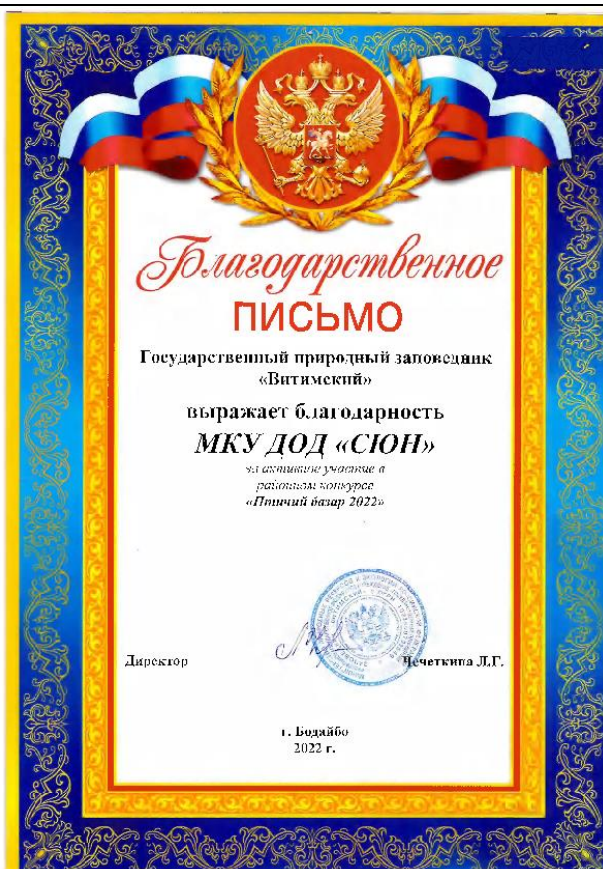 Благодарственное
ПИСЬМО
Государственный природный заповедник
«Витимский»
выражает благодарность
МКУ ДОД «СЮН»
за активное участие в
районном конкурсе
«Птичий базар 2022»
Директор
Чечеткина Л.Г.
г. Бодайбо
2022 г.